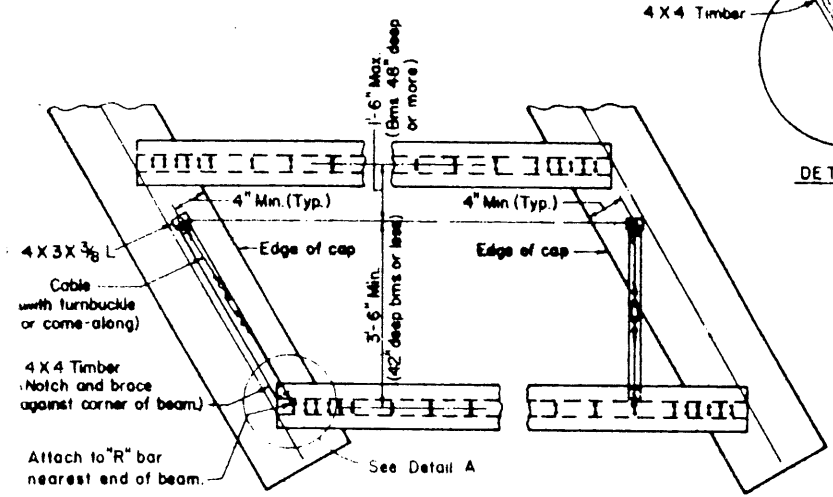 4 X 4 Timber
DET
1'-6" Max.
(Bms 48" deep
or more)
4" Min.(Typ.)
4" Min.(Typ.)
4 X 3 X 3/8 L
Edge of cap
Edge of cap
Cable
with turnbuckle
or come-along)
3'-6" Min.
(42" deep bms or less)
4 X 4 Timber
(Notch and brace
against corner of beam.)
Attach to "R" bar
nearest end of beam.
See Detail A